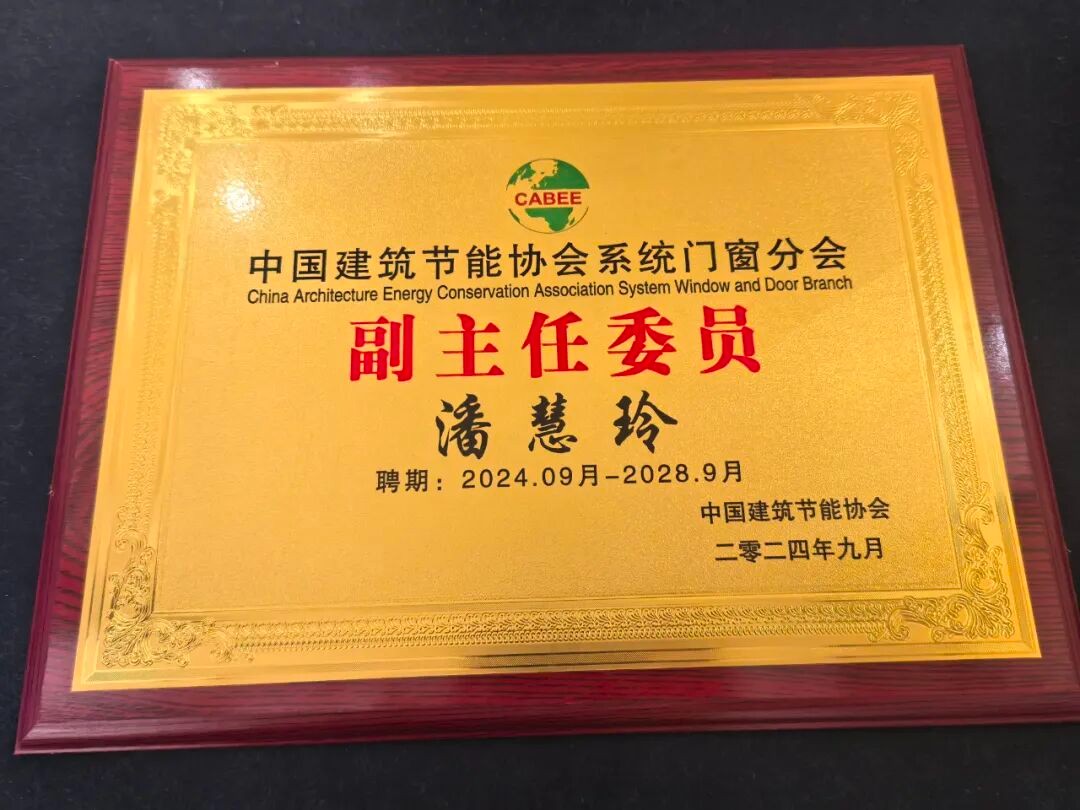 CABEE
中国建筑节能协会系统门窗分会
China Architecture Energy Conservation Association System Window and Door Branch
副主任委员
潘慧玲
聘期：2024.09月-2028.9月
中国建筑节能协会
二零二四年九月